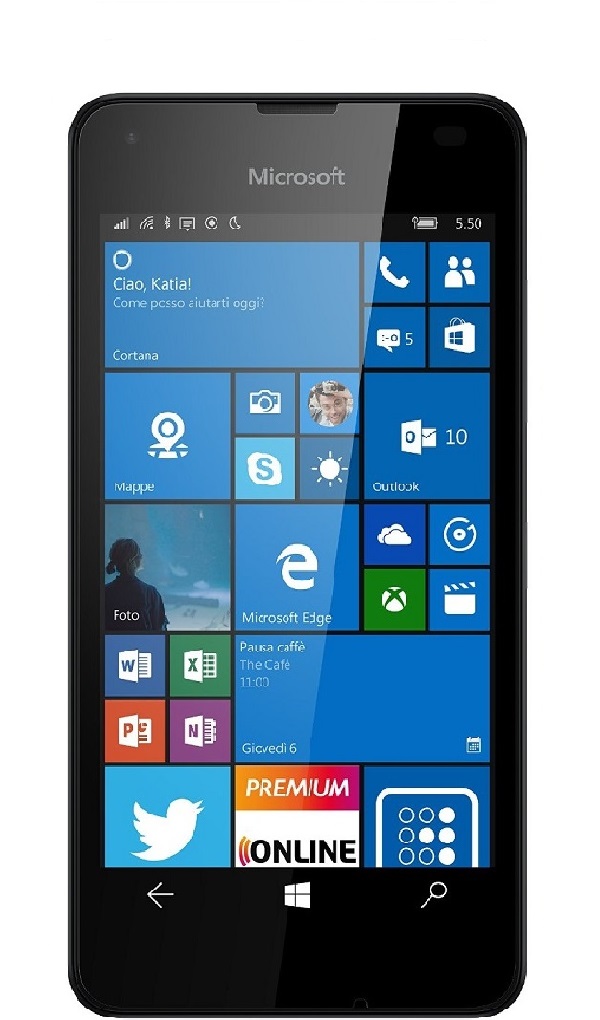 Microsoft
5.50
Ciao, Katia!
Come posso aiutarti oggi?
Cortana
:-o 5
Mappe
10
Outlook
Foto
Microsoft Edge
W
X
P
N
S
Pausa caffè
The Café
11:00
Giovedì 6
PREMIUM
ONLINE